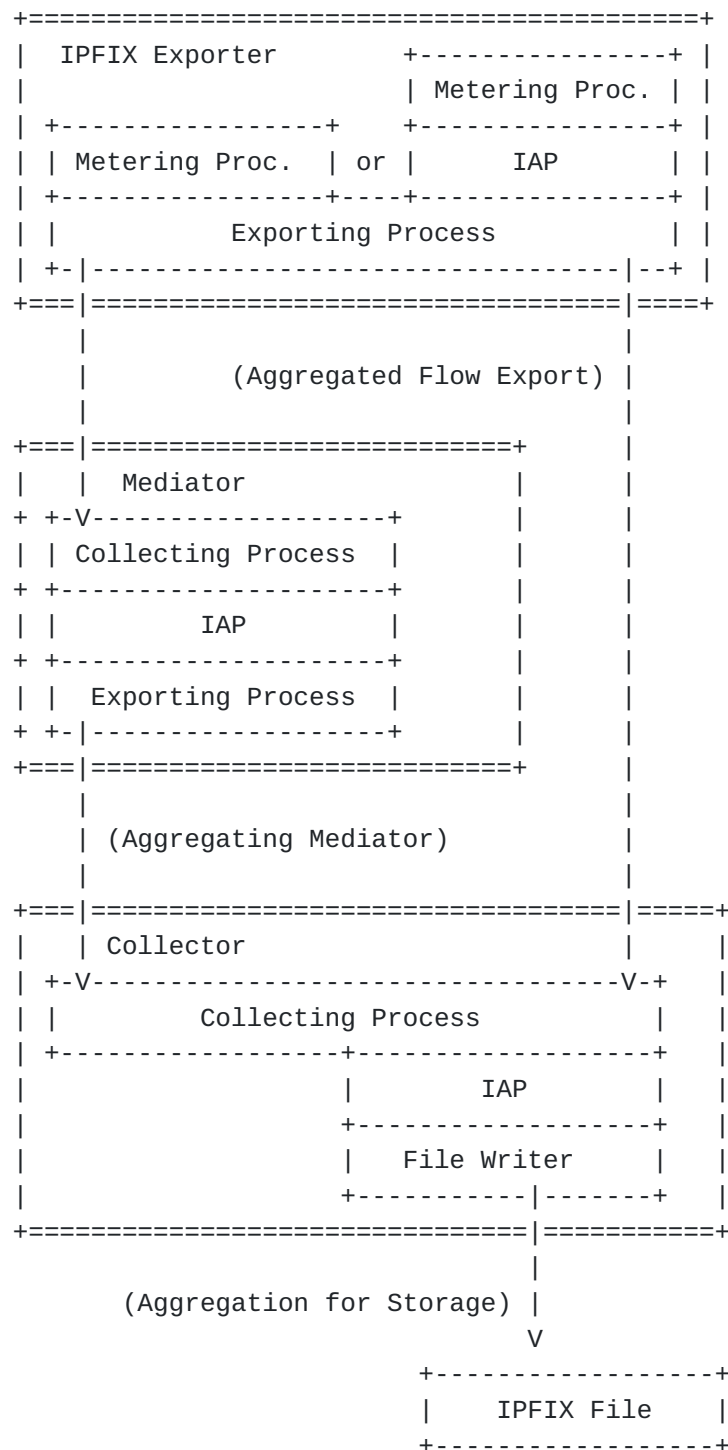 +===========================================+
|  IPFIX Exporter        +----------------+ |
|                        | Metering Proc. | |
| +-----------------+    +----------------+ |
| | Metering Proc.  | or |      IAP       | |
| +-----------------+----+----------------+ |
| |           Exporting Process           | |
| +-|----------------------------------|--+ |
+===|==================================|====+
    |                                  |
    |         (Aggregated Flow Export) |
    |                                  |
+===|===========================+      |
|   |  Mediator                 |      |
+ +-V-------------------+       |      |
| | Collecting Process  |       |      |
+ +---------------------+       |      |
| |         IAP         |       |      |
+ +---------------------+       |      |
| |  Exporting Process  |       |      |
+ +-|-------------------+       |      |
+===|===========================+      |
    |                                  |
    | (Aggregating Mediator)           |
    |                                  |
+===|==================================|=====+
|   | Collector                        |     |
| +-V----------------------------------V-+   |
| |         Collecting Process           |   |
| +------------------+-------------------+   |
|                    |        IAP        |   |
|                    +-------------------+   |
|                    |   File Writer     |   |
|                    +-----------|-------+   |
+================================|===========+
                                 |
       (Aggregation for Storage) |
                                 V
                          +------------------+
                          |    IPFIX File    |
                          +------------------+